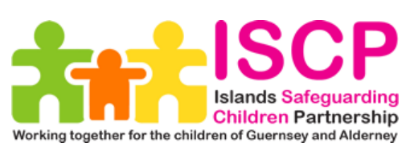 ISCP
Islands Safeguarding
Children Partnership
Working together for the children of Guernsey and Alderney